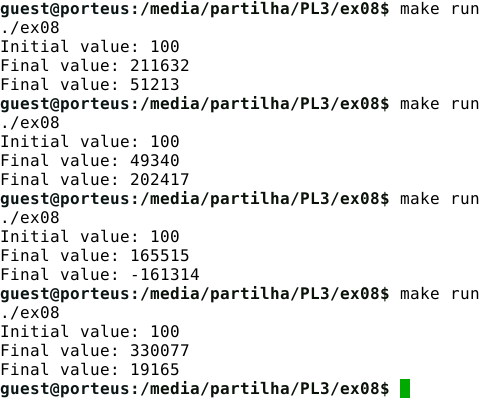 guest@porteus:/media/partilha/PL3/ex08$ make run
./ex08
Initial value: 100
Final value: 211632
Final value: 51213
guest@porteus:/media/partilha/PL3/ex08$ make run
./ex08
Initial value: 100
Final value: 49340
Final value: 202417
guest@porteus:/media/partilha/PL3/ex08$ make run
./ex08
Initial value: 100
Final value: 165515
Final value: -161314
guest@porteus:/media/partilha/PL3/ex08$ make run
./ex08
Initial value: 100
Final value: 330077
Final value: 19165
guest@porteus:/media/partilha/PL3/ex08$